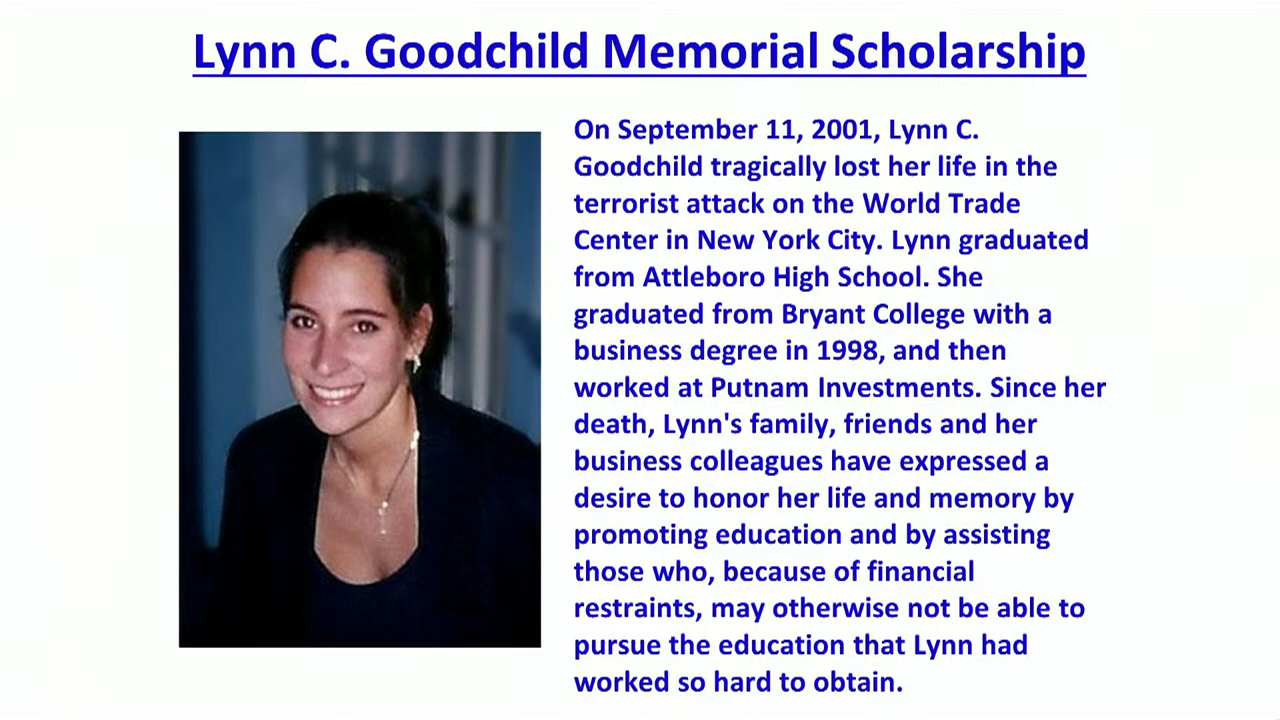 Lynn C. Goodchild Memorial Scholarship
On September 11, 2001, Lynn C.
Goodchild tragically lost her life in the
terrorist attack on the World Trade
Center in New York City. Lynn graduated
from Attleboro High School. She
graduated from Bryant College with a
business degree in 1998, and then
worked at Putnam Investments. Since her
death, Lynn's family, friends and her
business colleagues have expressed a
desire to honor her life and memory by
promoting education and by assisting
those who, because of financial
restraints, may otherwise not be able to
pursue the education that Lynn had
worked so hard to obtain.